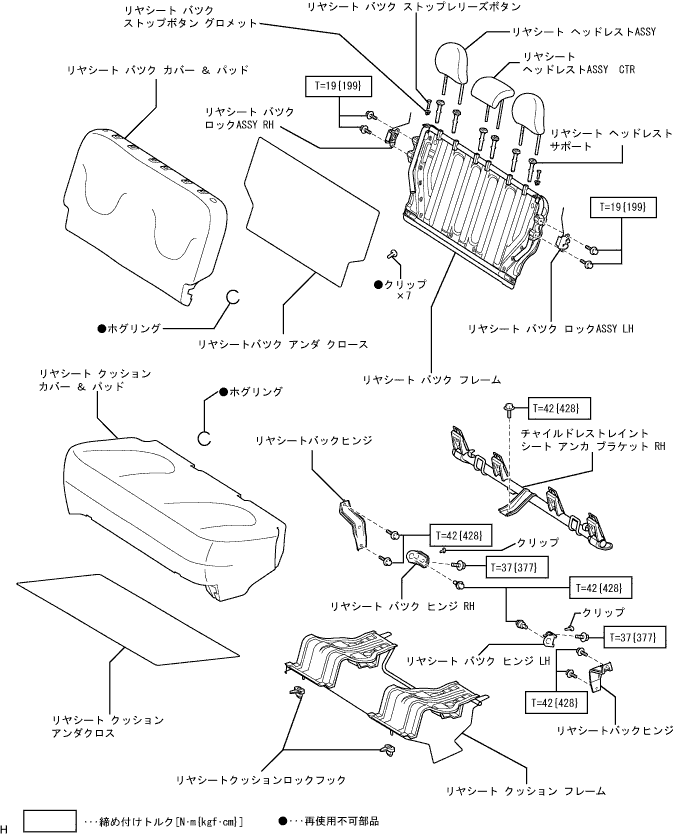 リヤシート バツク
ストップボタン グロメット
リヤシート バツク ストップレリーズボタン
リヤシート ヘッドレストASSY
リヤシート
ヘッドレストASSY CTR
リヤシート バツク カバー & パッド
T=19{199}
リヤシート バツク
ロックASSY RH
リヤシート ヘッドレスト
サポート
T=19{199}
●クリップ
×7
●ホグリング
リヤシートバツク アンダ クロース
リヤシート バツク ロックASSY LH
リヤシート バツク フレーム
リヤシート クッション
カバー & パッド
●ホグリング
T=42{428}
チャイルドレストレイント
シート アンカ ブラケット RH
リヤシートバックヒンジ
T=42{428}
クリップ
T=37{377}
T=42{428}
リヤシート バツク ヒンジ RH
クリップ
T=37{377}
リヤシート バツク ヒンジ LH
T=42{428}
リヤシートバックヒンジ
リヤシート クッション
アンダクロス
リヤシートクッションロックフック
リヤシート クッション フレーム
H
･･･締め付けトルク[N･m{kgf･cm}]
●･･･再使用不可部品